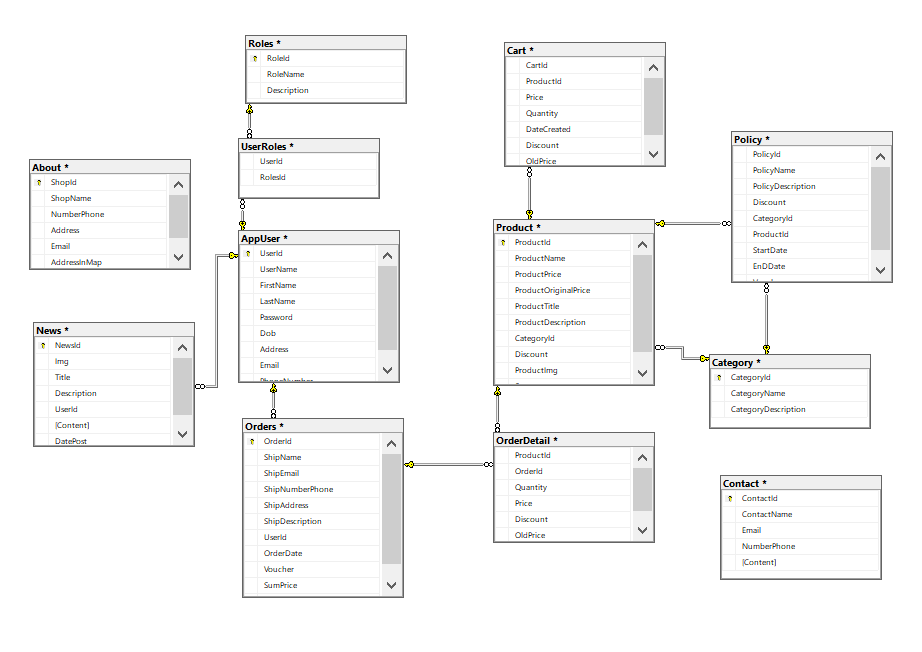 Roles *
RoleId
RoleName
Description
Cart *
CartId
ProductId
Price
Quantity
DateCreated
Discount
OldPrice
UserRoles *
UserId
RolesId
Policy *
PolicyId
PolicyName
PolicyDescription
Discount
CategoryId
ProductId
StartDate
EnDDate
About *
ShopId
ShopName
NumberPhone
Address
Email
AddressInMap
AppUser *
UserId
UserName
FirstName
LastName
Password
Dob
Address
Email
PhoneNumber
Product *
ProductId
ProductName
ProductPrice
ProductOriginalPrice
ProductTitle
ProductDescription
CategoryId
Discount
ProductImg
News *
NewsId
Img
Title
Description
UserId
[Content]
DatePost
Category *
CategoryId
CategoryName
CategoryDescription
Orders *
OrderId
ShipName
ShipEmail
ShipNumberPhone
ShipAddress
ShipDescription
UserId
OrderDate
Voucher
SumPrice
OrderDetail *
ProductId
OrderId
Quantity
Price
Discount
OldPrice
Contact *
ContactId
ContactName
Email
NumberPhone
[Content]